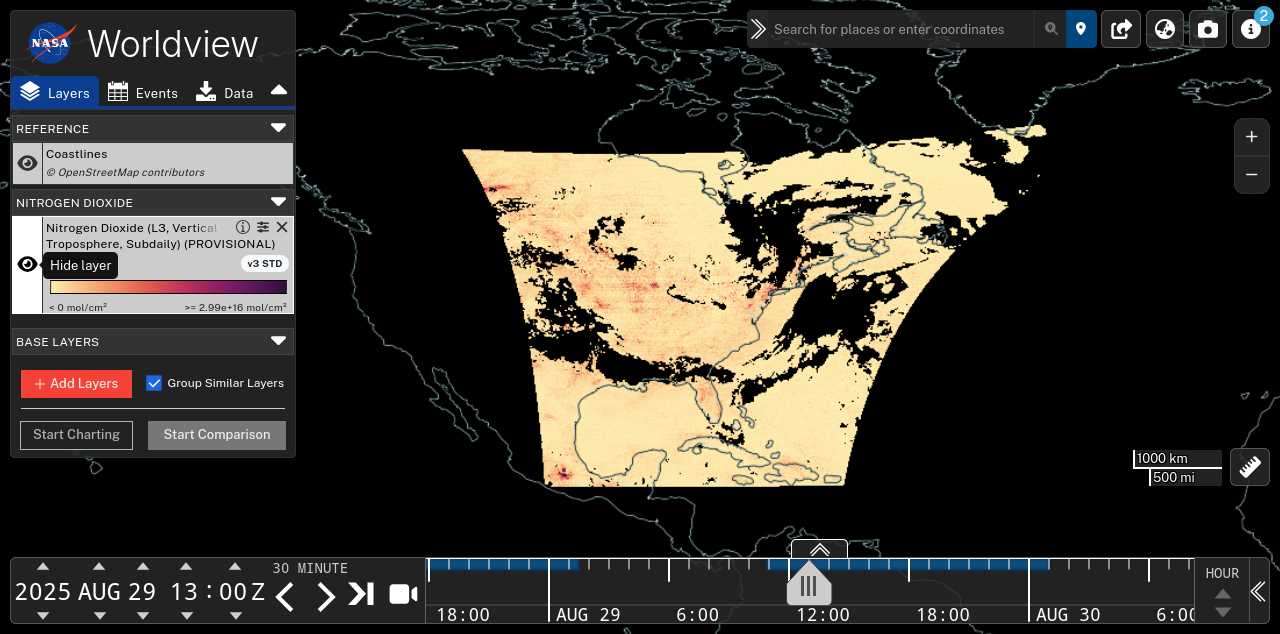 NASA
Worldview
Layers
Events
Data
REFERENCE
Coastlines
© OpenStreetMap contributors
NITROGEN DIOXIDE
Nitrogen Dioxide (L3, Vertical
Troposphere, Subdaily) (PROVISIONAL)
v3 STD
Hide layer
< 0 mol/cm²
>= 2.99e+16 mol/cm²
BASE LAYERS
+ Add Layers
Group Similar Layers
Start Charting
Start Comparison
Search for places or enter coordinates
2
+
−
1000 km
500 mi
2025 AUG 29 13:00Z
30 MINUTE
18:00
AUG 29
6:00
12:00
18:00
AUG 30
6:00
HOUR